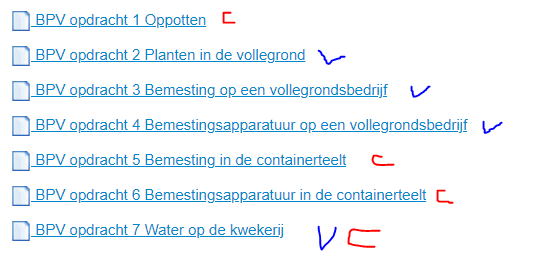 BPV opdracht 1 Oppotten C
BPV opdracht 2 Planten in de vollegrond V
BPV opdracht 3 Bemesting op een vollegrondsbedrijf V
BPV opdracht 4 Bemestingsapparatuur op een vollegrondsbedrijf V
BPV opdracht 5 Bemesting in de containerteelt C
BPV opdracht 6 Bemestingsapparatuur in de containerteelt C
BPV opdracht 7 Water op de kwekerij V C